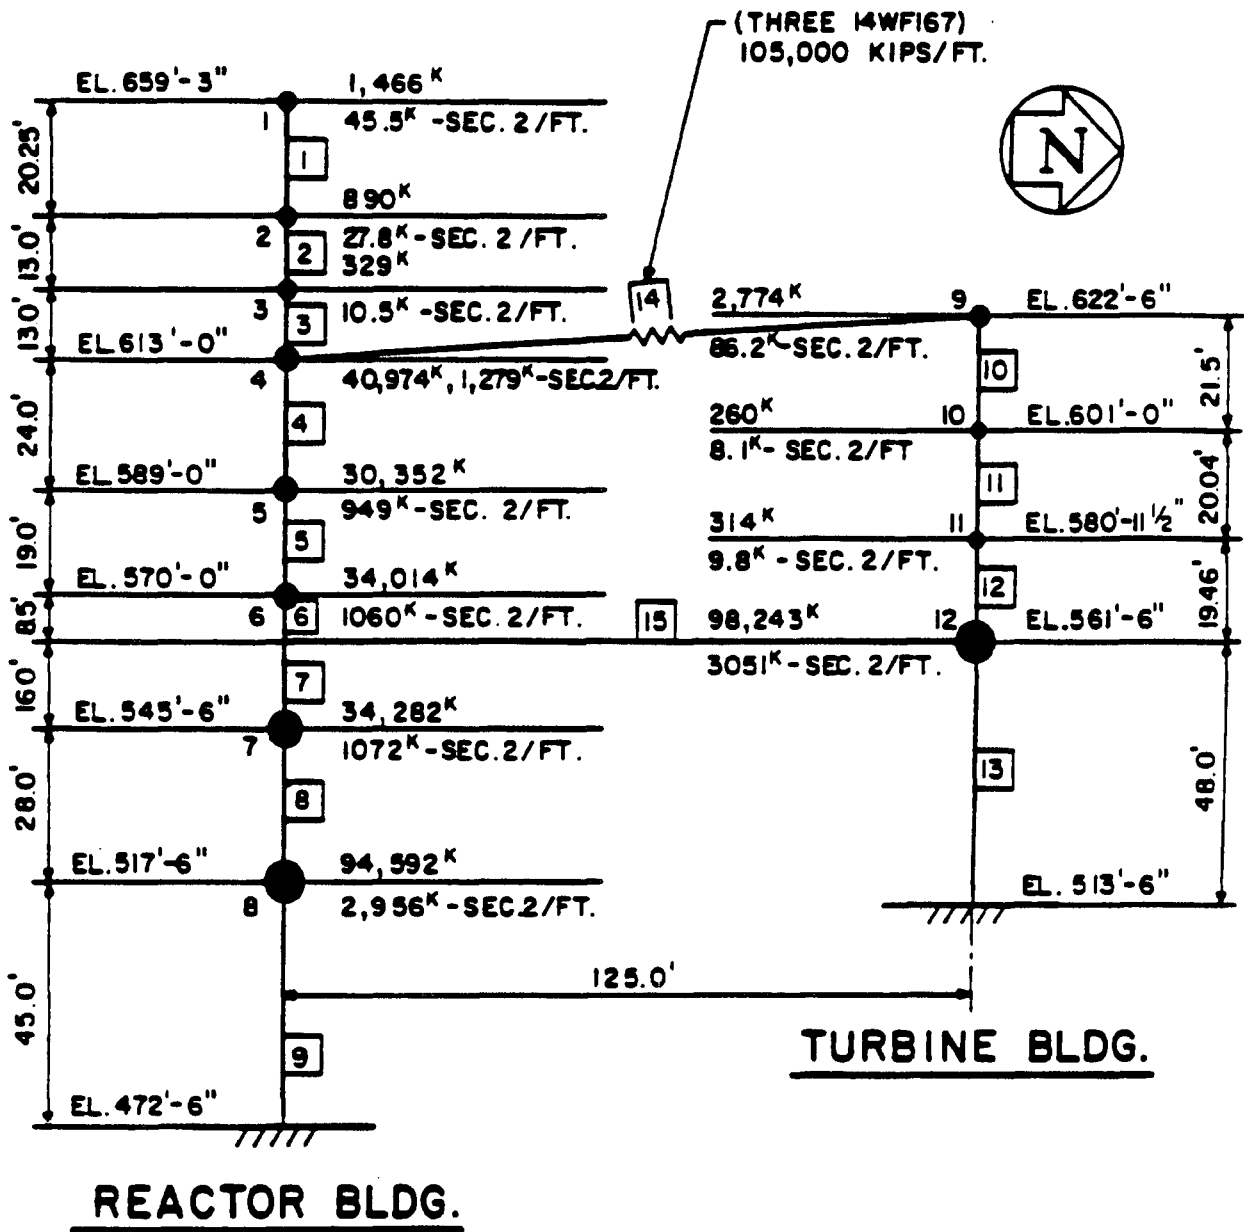 (THREE 14WF167)
105,000 KIPS/FT.
N
EL. 659'-3"
1,466ᴷ
1
45.5ᴷ-SEC. 2/FT.
20.25'
1
890ᴷ
2
27.8ᴷ-SEC. 2/FT.
13.0'
2
329ᴷ
3
10.5ᴷ-SEC. 2/FT.
13.0'
3
EL 613'-0"
4
40,974ᴷ, 1,279ᴷ-SEC.2/FT.
14
2,774ᴷ
9
EL. 622'-6"
86.2ᴷ-SEC. 2/FT.
10
21.5'
24.0'
4
260ᴷ
10
EL. 601'-0"
8.1ᴷ- SEC. 2/FT
EL. 589'-0"
30,352ᴷ
5
949ᴷ-SEC. 2/FT.
11
20.04'
19.0'
5
314ᴷ
11
EL. 580'-11 1/2"
9.8ᴷ - SEC. 2/FT.
EL. 570'-0"
34,014ᴷ
6
1060ᴷ-SEC. 2/FT.
12
19.46'
8.5'
6
15
98,243ᴷ
12
EL. 561'-6"
3051ᴷ-SEC. 2/FT.
16.0'
7
EL. 545'-6"
34,282ᴷ
7
1072ᴷ-SEC. 2/FT.
13
48.0'
28.0'
8
EL. 517'-6"
94,592ᴷ
8
2,956ᴷ-SEC.2/FT.
EL. 513'-6"
125.0'
45.0'
9
EL. 472'-6"
TURBINE BLDG.
REACTOR BLDG.